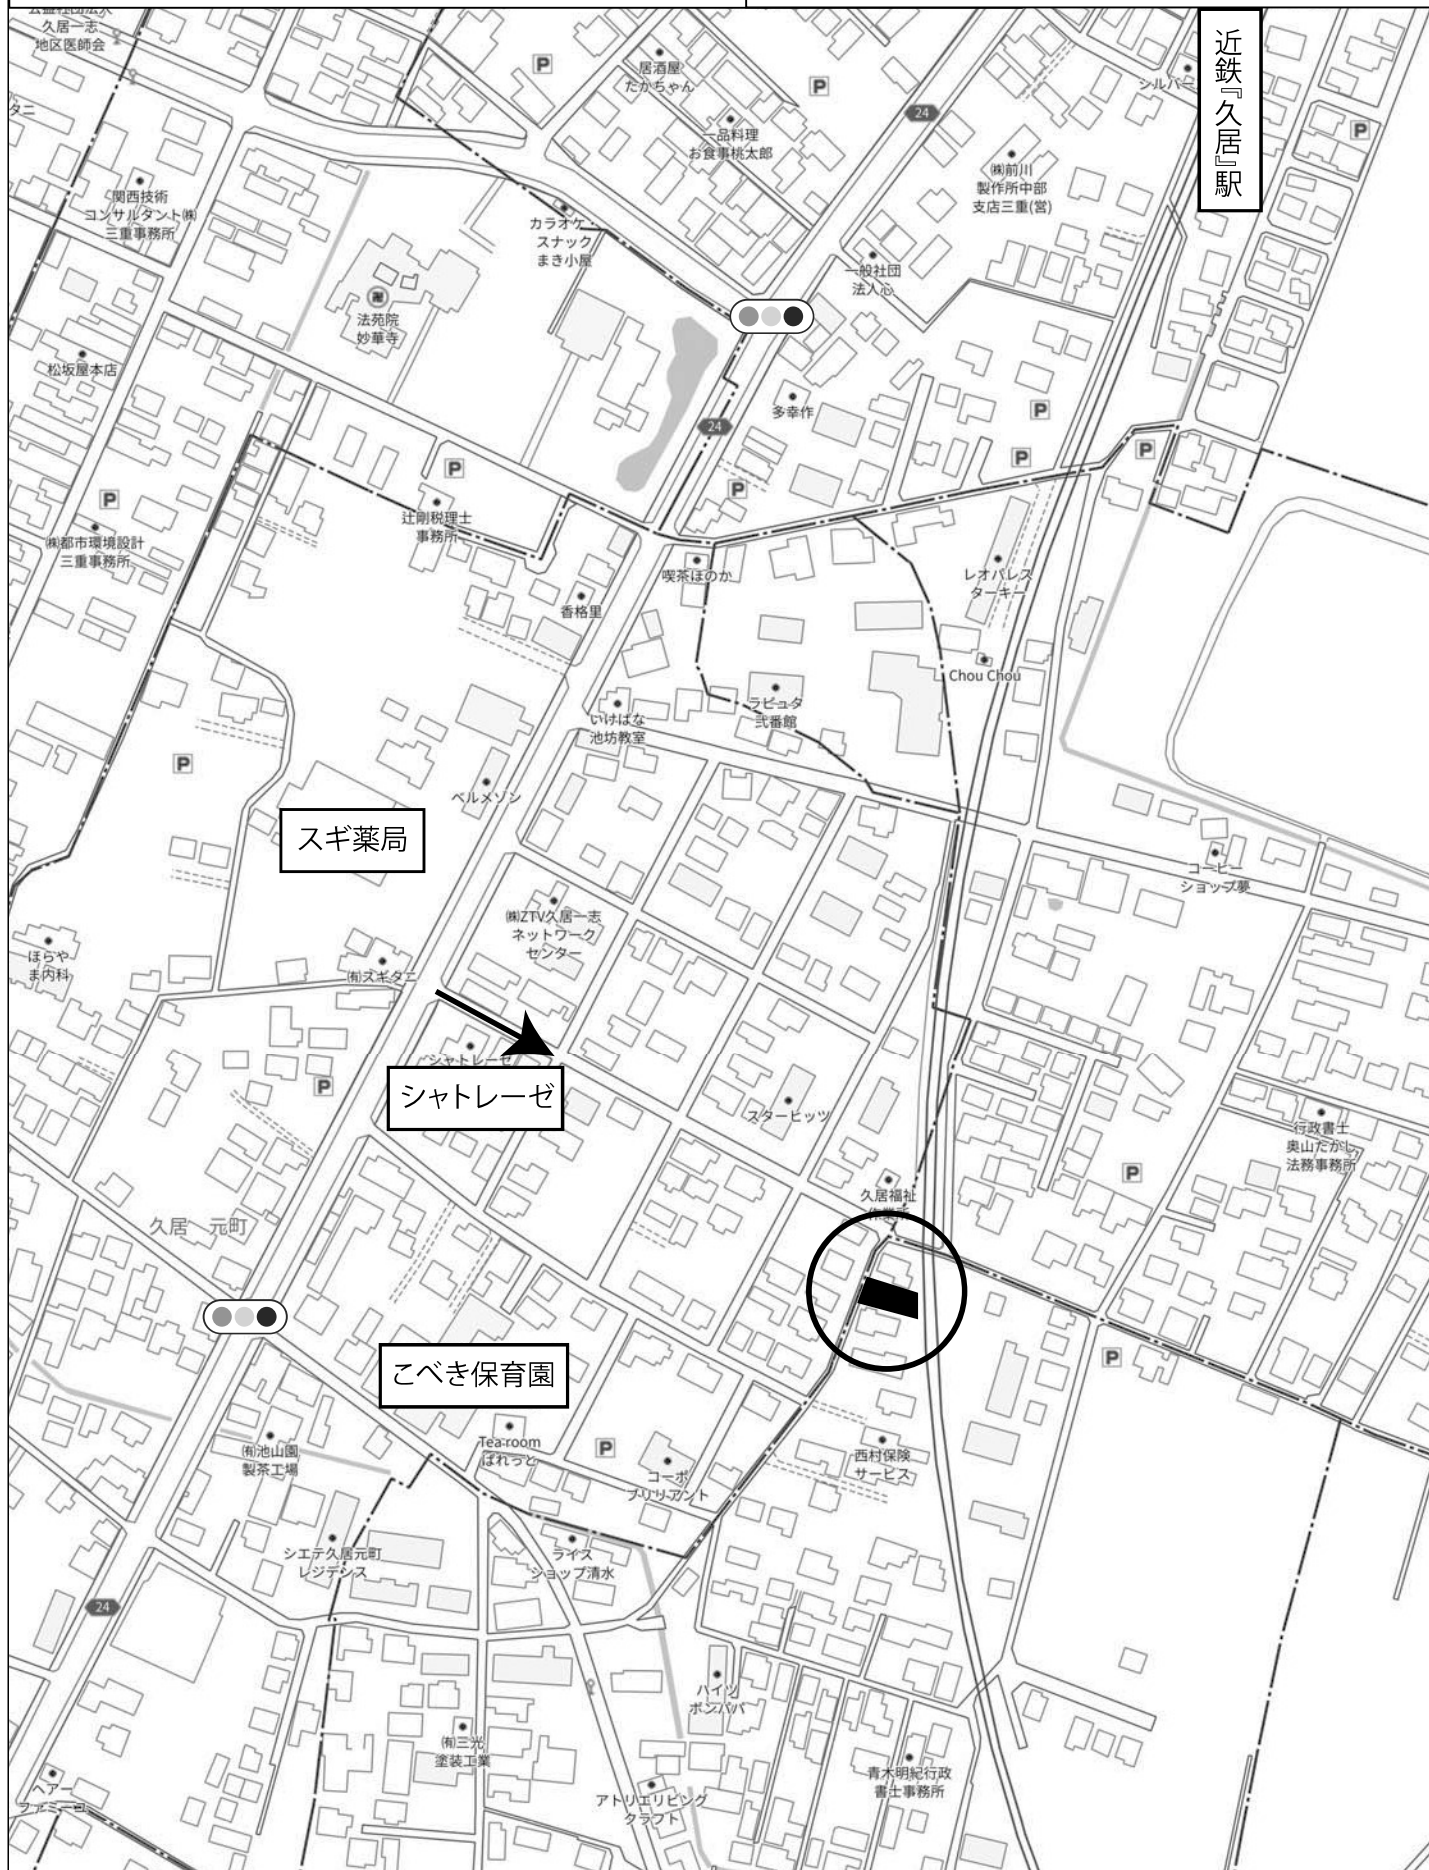 久居一志
地区医師会
居酒屋
たかちゃん
一品料理
お食事桃太郎
24
シルバー
近鉄『久居』駅
㈱前川
製作所中部
支店三重(営)
関西技術
コンサルタント㈱
三重事務所
カラオケ・
スナック
まき小屋
一般社団
法人心
法苑院
妙華寺
松坂屋本店
多幸作
24
辻剛税理士
事務所
㈱都市環境設計
三重事務所
喫茶ほのか
レオパレス
ターキー
香格里
Chou Chou
ラピュタ
弐番館
いけばな
池坊教室
ベルメゾン
スギ薬局
コーヒー
ショップ夢
㈱ZTV久居一志
ネットワーク
センター
ほらや
ま内科
㈲スギタニ
シャトレーゼ
シャトレーゼ
スターヒッツ
行政書士
奥山たかし
法務事務所
久居福祉
作業所
久居 元町
こべき保育園
Tea room
ぱれっと
㈲池山園
製茶工場
西村保険
サービス
コーポ
ブリリアント
シエテ久居元町
レジデンス
ライス
ショップ清水
24
ハイツ
ポンパパ
㈲三光
塗装工業
青木明紀行政
書士事務所
ヘアー
ファミーユ
アトリエリビング
クラフト
P
P
P
P
P
P
P
P
P
P
P
P
P
P